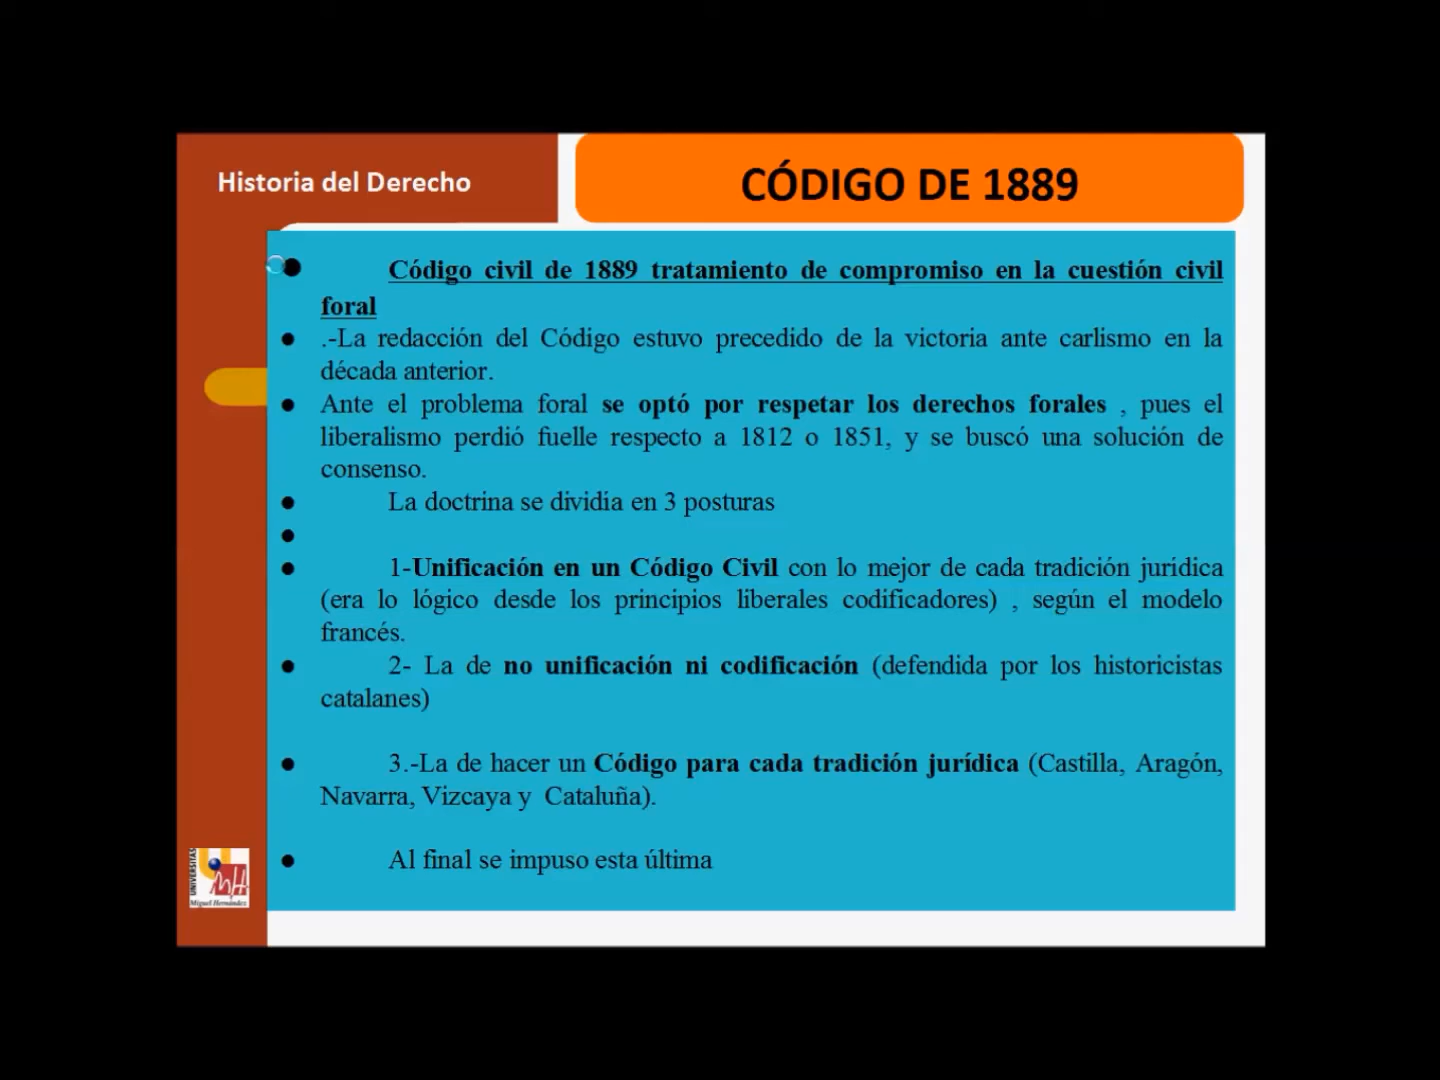 Historia del Derecho
CÓDIGO DE 1889
Código civil de 1889 tratamiento de compromiso en la cuestión civil
foral
.-La redacción del Código estuvo precedido de la victoria ante carlismo en la
década anterior.
Ante el problema foral se optó por respetar los derechos forales , pues el
liberalismo perdió fuelle respecto a 1812 o 1851, y se buscó una solución de
consenso.
La doctrina se dividía en 3 posturas
1-Unificación en un Código Civil con lo mejor de cada tradición jurídica
(era lo lógico desde los principios liberales codificadores) , según el modelo
francés.
2- La de no unificación ni codificación (defendida por los historicistas
catalanes)
3.-La de hacer un Código para cada tradición jurídica (Castilla, Aragón,
Navarra, Vizcaya y Cataluña).
Al final se impuso esta última
UNIVERSITAS
Miguel Hernández